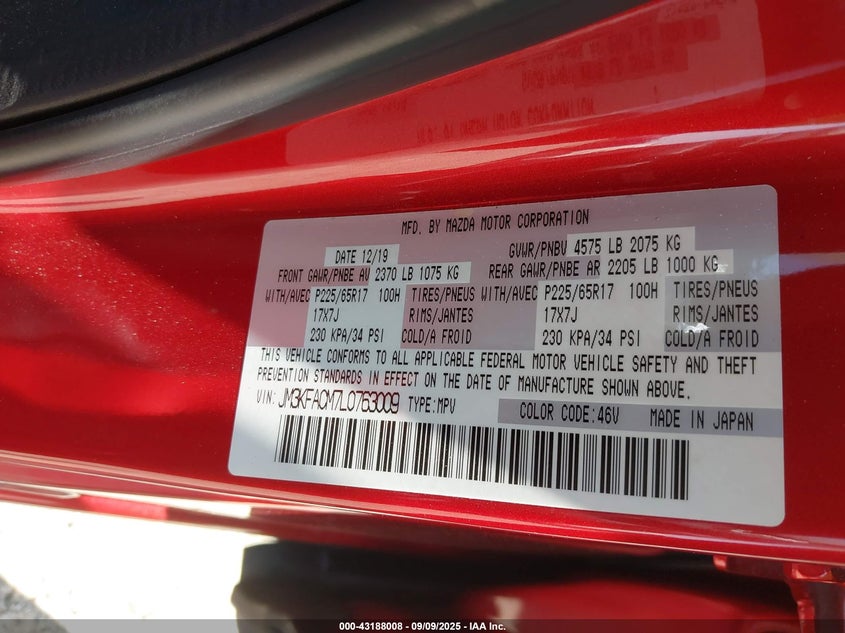 MFD. BY MAZDA MOTOR CORPORATION
DATE 12/19 GVWR/PNBV 4575 LB 2075 KG
FRONT GAWR/PNBE AV 2370 LB 1075 KG REAR GAWR/PNBE AR 2205 LB 1000 KG
WITH/AVEC P225/65R17 100H TIRES/PNEUS WITH/AVEC P225/65R17 100H TIRES/PNEUS
17X7J RIMS/JANTES 17X7J RIMS/JANTES
230 KPA/34 PSI COLD/A FROID 230 KPA/34 PSI COLD/A FROID
THIS VEHICLE CONFORMS TO ALL APPLICABLE FEDERAL MOTOR VEHICLE SAFETY AND THEFT
PREVENTION STANDARDS IN EFFECT ON THE DATE OF MANUFACTURE SHOWN ABOVE.
VIN: JM3KFACM7L0763009 TYPE:MPV COLOR CODE:46V MADE IN JAPAN
000-43188008 - 09/09/2025 - IAA Inc.